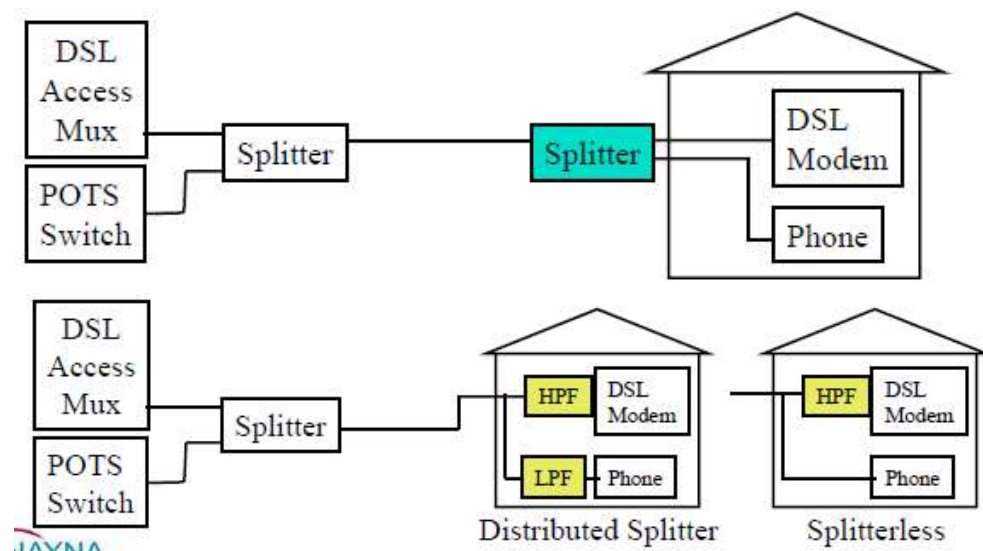 DSL
Access
Mux
POTS
Switch
Splitter
Splitter
DSL
Modem
Phone
DSL
Access
Mux
POTS
Switch
Splitter
HPF
DSL
Modem
LPF
Phone
Distributed Splitter
HPF
DSL
Modem
Phone
Splitterless